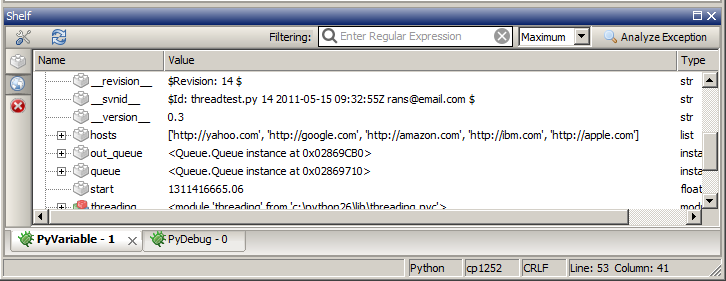 Shelf
Filtering: Enter Regular Expression Maximum Analyze Exception
Name Value Type
__revision__ $Revision: 14 $ str
__svnid__ $Id: threadtest.py 14 2011-05-15 09:32:55Z rans@email.com $ str
__version__ 0.3 str
hosts ['http://yahoo.com', 'http://google.com', 'http://amazon.com', 'http://ibm.com', 'http://apple.com'] list
out_queue <Queue.Queue instance at 0x02869CB0> insta
queue <Queue.Queue instance at 0x02869710> insta
start 1311416665.06 float
threading <module 'threading' from 'c:\python26\lib\threading.pyc'> modu
PyVariable - 1 PyDebug - 0
Python cp1252 CRLF Line: 53 Column: 41